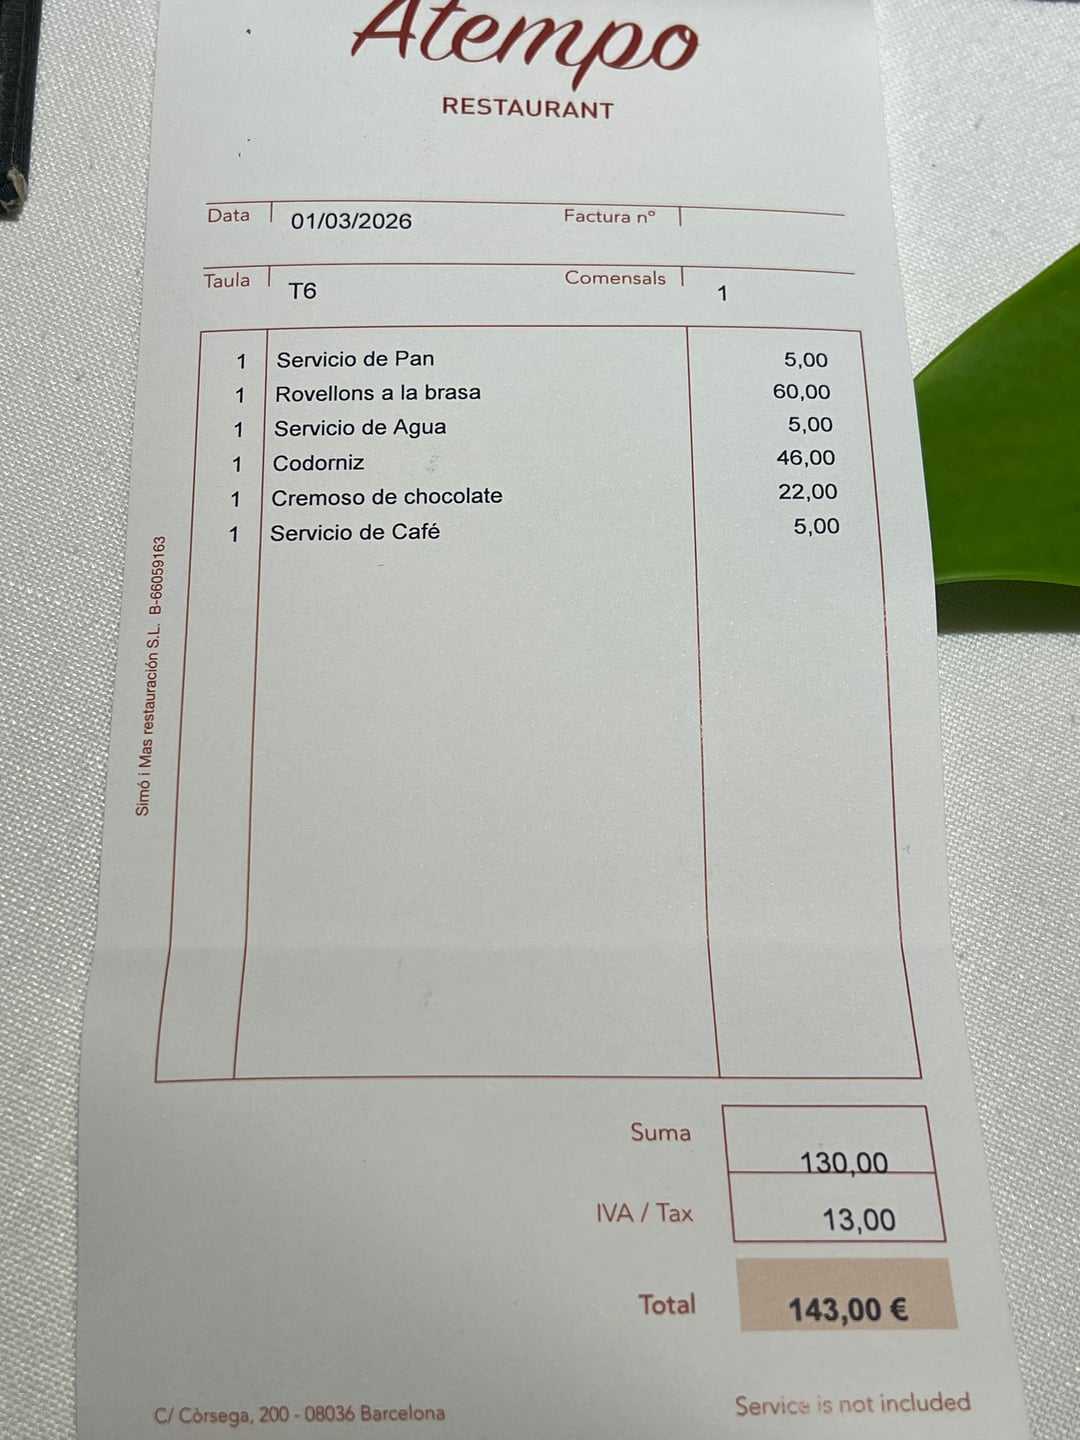 Atempo
RESTAURANT
Data 01/03/2026 Factura nº
Taula T6 Comensals 1
1 Servicio de Pan 5,00
1 Rovellons a la brasa 60,00
1 Servicio de Agua 5,00
1 Codorniz 46,00
1 Cremoso de chocolate 22,00
1 Servicio de Café 5,00
Simó i Mas restauración S.L. B-66059163
Suma 130,00
IVA / Tax 13,00
Total 143,00 €
C/ Còrsega, 200 - 08036 Barcelona Service is not included